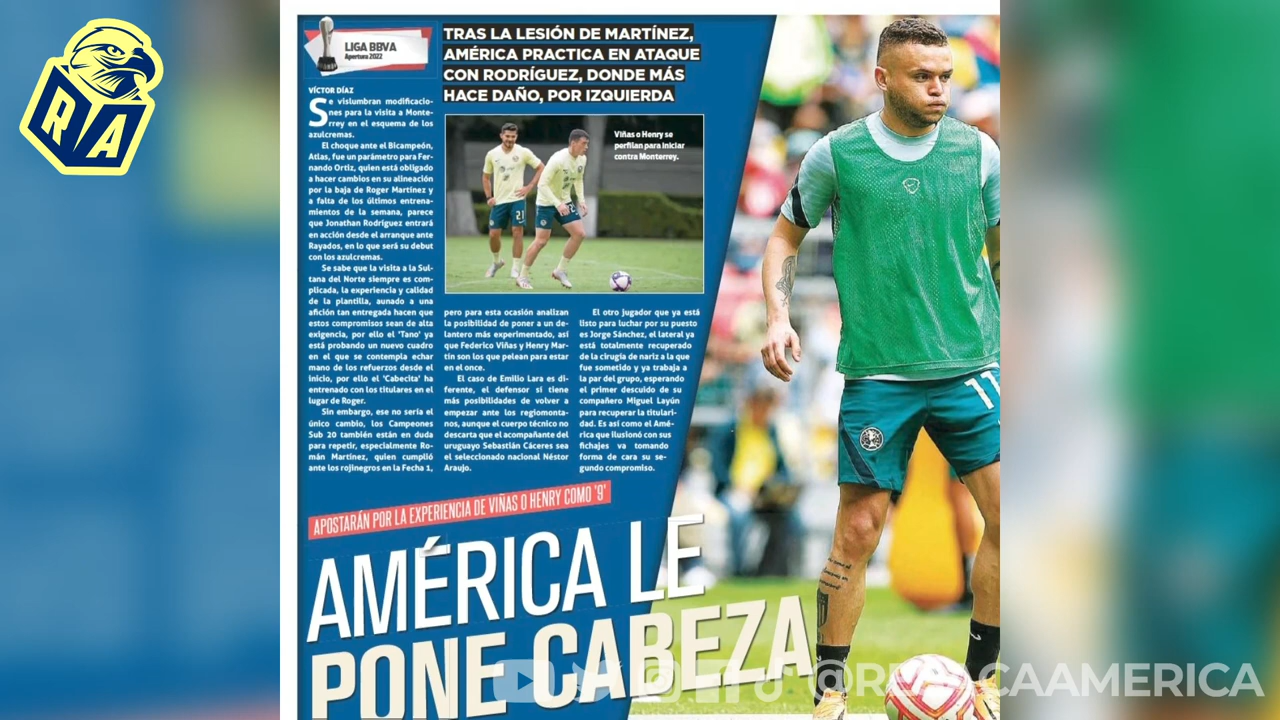 RA
LIGA BBVA
Apertura 2022
TRAS LA LESIÓN DE MARTÍNEZ,
AMÉRICA PRACTICA EN ATAQUE
CON RODRÍGUEZ, DONDE MÁS
HACE DAÑO, POR IZQUIERDA
VÍCTOR DÍAZ
Se vislumbran modificacio-
nes para la visita a Monte-
rrey en el esquema de los
azulcremas.
El choque ante el Bicampeón,
Atlas, fue un parámetro para Fer-
nando Ortiz, quien está obligado
a hacer cambios en su alineación
por la baja de Roger Martínez y
a falta de los últimos entrena-
mientos de la semana, parece
que Jonathan Rodríguez entrará
en acción desde el arranque ante
Rayados, en lo que será su debut
con los azulcremas.
Se sabe que la visita a la Sul-
tana del Norte siempre es com-
plicada, la experiencia y calidad
de la plantilla, aunado a una
afición tan entregada hacen que
estos compromisos sean de alta
exigencia, por ello el 'Tano' ya
está probando un nuevo cuadro
en el que se contempla echar
mano de los refuerzos desde el
inicio, por ello el 'Cabecita' ha
entrenado con los titulares en el
lugar de Roger.
Sin embargo, ese no sería el
único cambio, los Campeones
Sub 20 también están en duda
para repetir, especialmente Ro-
mán Martínez, quien cumplió
ante los rojinegros en la Fecha 1,
Viñas o Henry se
perfilan para iniciar
contra Monterrey.
21
pero para esta ocasión analizan
la posibilidad de poner a un de-
lantero más experimentado, así
que Federico Viñas y Henry Mar-
tín son los que pelean para estar
en el once.
El caso de Emilio Lara es di-
ferente, el defensor sí tiene
más posibilidades de volver a
empezar ante los regiomonta-
nos, aunque el cuerpo técnico no
descarta que el acompañante del
uruguayo Sebastián Cáceres sea
el seleccionado nacional Néstor
Araujo.
El otro jugador que ya está
listo para luchar por su puesto
es Jorge Sánchez, el lateral ya
está totalmente recuperado
de la cirugía de nariz a la que
fue sometido y ya trabaja a
la par del grupo, esperando
el primer descuido de su
compañero Miguel Layún
para recuperar la titulari-
dad. Es así como el Amé-
rica que ilusionó con sus
fichajes va tomando
forma de cara su se-
gundo compromiso.
11
APOSTARÁN POR LA EXPERIENCIA DE VIÑAS O HENRY COMO '9'
AMÉRICA LE
PONE CABEZA